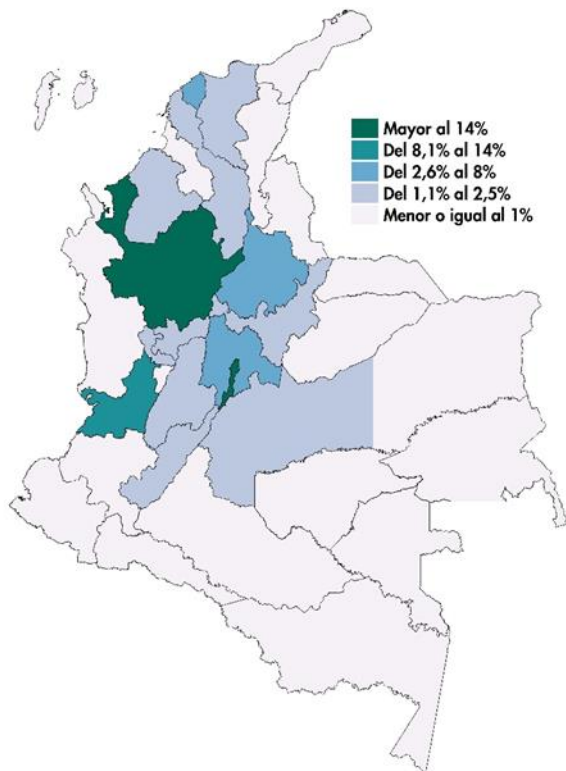 Mayor al 14%
Del 8,1% al 14%
Del 2,6% al 8%
Del 1,1% al 2,5%
Menor o igual al 1%